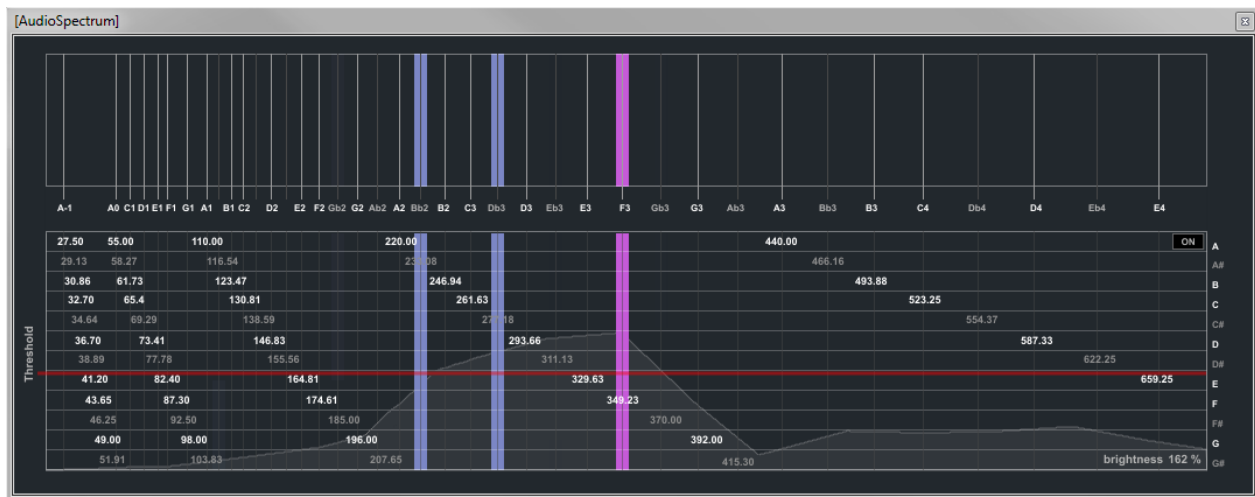 [AudioSpectrum]
A-1 A0 C1 D1 E1 F1 G1 A1 B1 C2 D2 E2 F2 Gb2 G2 Ab2 A2 Bb2 B2 C3 Db3 D3 Eb3 E3 F3 Gb3 G3 Ab3 A3 Bb3 B3 C4 Db4 D4 Eb4 E4
27.50 55.00 110.00 220.00 440.00 ON A
29.13 58.27 116.54 466.16 A#
30.86 61.73 123.47 246.94 493.88 B
32.70 65.4 130.81 261.63 523.25 C
34.64 69.29 138.59 554.37 C#
36.70 73.41 146.83 293.66 587.33 D
38.89 77.78 155.56 311.13 622.25 D#
41.20 82.40 164.81 329.63 659.25 E
43.65 87.30 174.61 349.23 F
46.25 92.50 185.00 370.00 F#
49.00 98.00 196.00 392.00 G
51.91 103.83 207.65 415.30 brightness 162 % G#
Threshold